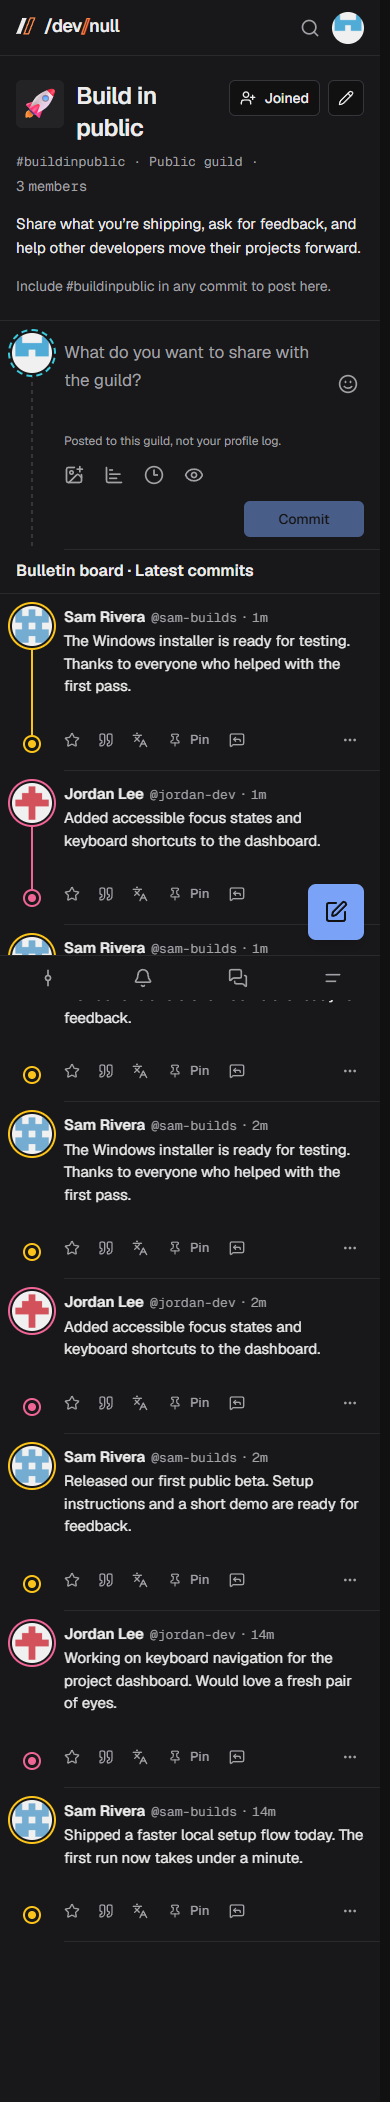 /dev//null
Build in
public
Joined
#buildinpublic · Public guild ·
3 members
Share what you're shipping, ask for feedback, and
help other developers move their projects forward.
Include #buildinpublic in any commit to post here.
What do you want to share with
the guild?
Posted to this guild, not your profile log.
Commit
Bulletin board · Latest commits
Sam Rivera @sam-builds · 1m
The Windows installer is ready for testing.
Thanks to everyone who helped with the
first pass.
Pin
Jordan Lee @jordan-dev · 1m
Added accessible focus states and
keyboard shortcuts to the dashboard.
Pin
Sam Rivera @sam-builds · 1m
feedback.
Pin
Sam Rivera @sam-builds · 2m
The Windows installer is ready for testing.
Thanks to everyone who helped with the
first pass.
Pin
Jordan Lee @jordan-dev · 2m
Added accessible focus states and
keyboard shortcuts to the dashboard.
Pin
Sam Rivera @sam-builds · 2m
Released our first public beta. Setup
instructions and a short demo are ready for
feedback.
Pin
Jordan Lee @jordan-dev · 14m
Working on keyboard navigation for the
project dashboard. Would love a fresh pair
of eyes.
Pin
Sam Rivera @sam-builds · 14m
Shipped a faster local setup flow today. The
first run now takes under a minute.
Pin